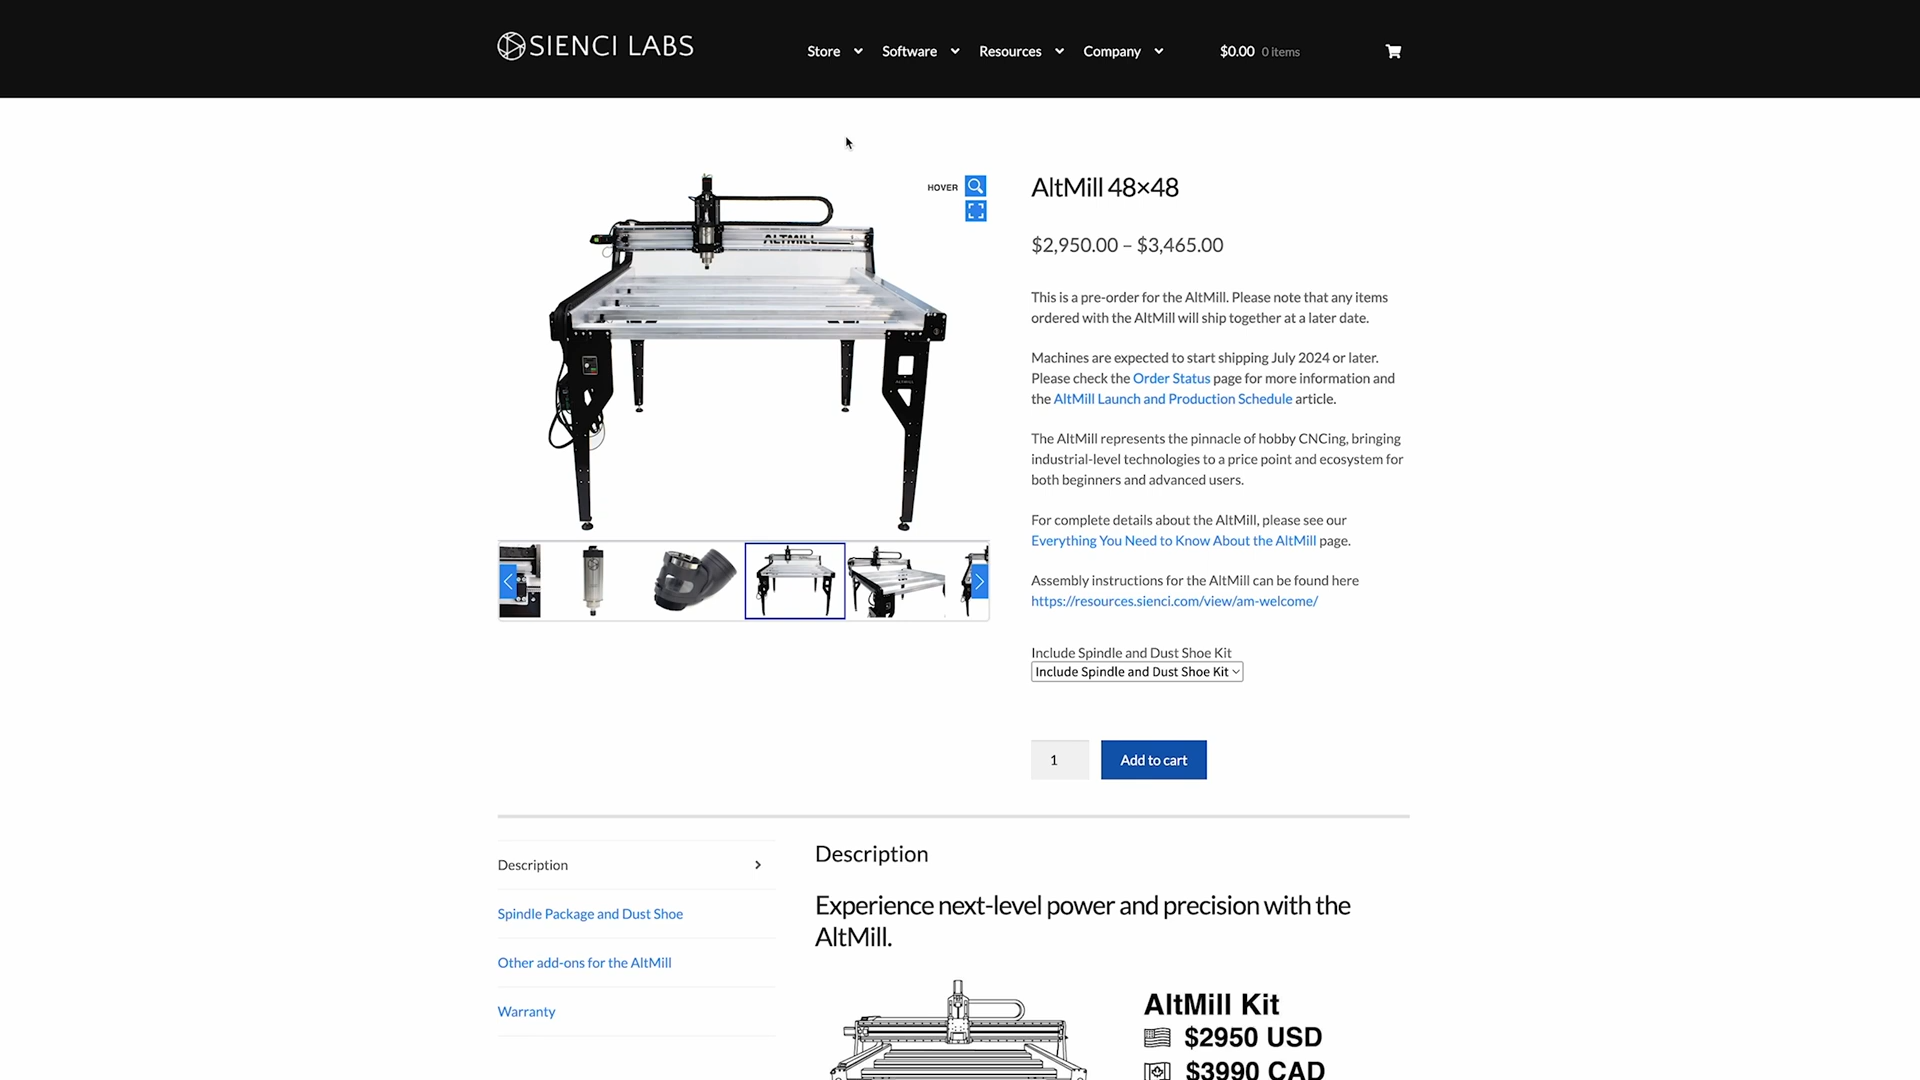 SIENCI LABS
Store
Software
Resources
Company
$0.00 0 items
HOVER
ALTMILL
AltMill 48×48
$2,950.00 – $3,465.00
This is a pre-order for the AltMill. Please note that any items
ordered with the AltMill will ship together at a later date.
Machines are expected to start shipping July 2024 or later.
Please check the Order Status page for more information and
the AltMill Launch and Production Schedule article.
The AltMill represents the pinnacle of hobby CNCing, bringing
industrial-level technologies to a price point and ecosystem for
both beginners and advanced users.
For complete details about the AltMill, please see our
Everything You Need to Know About the AltMill page.
Assembly instructions for the AltMill can be found here
https://resources.sienci.com/view/am-welcome/
Include Spindle and Dust Shoe Kit
Include Spindle and Dust Shoe Kit
1
Add to cart
Description
Spindle Package and Dust Shoe
Other add-ons for the AltMill
Warranty
Description
Experience next-level power and precision with the
AltMill.
AltMill Kit
$2950 USD
$3990 CAD